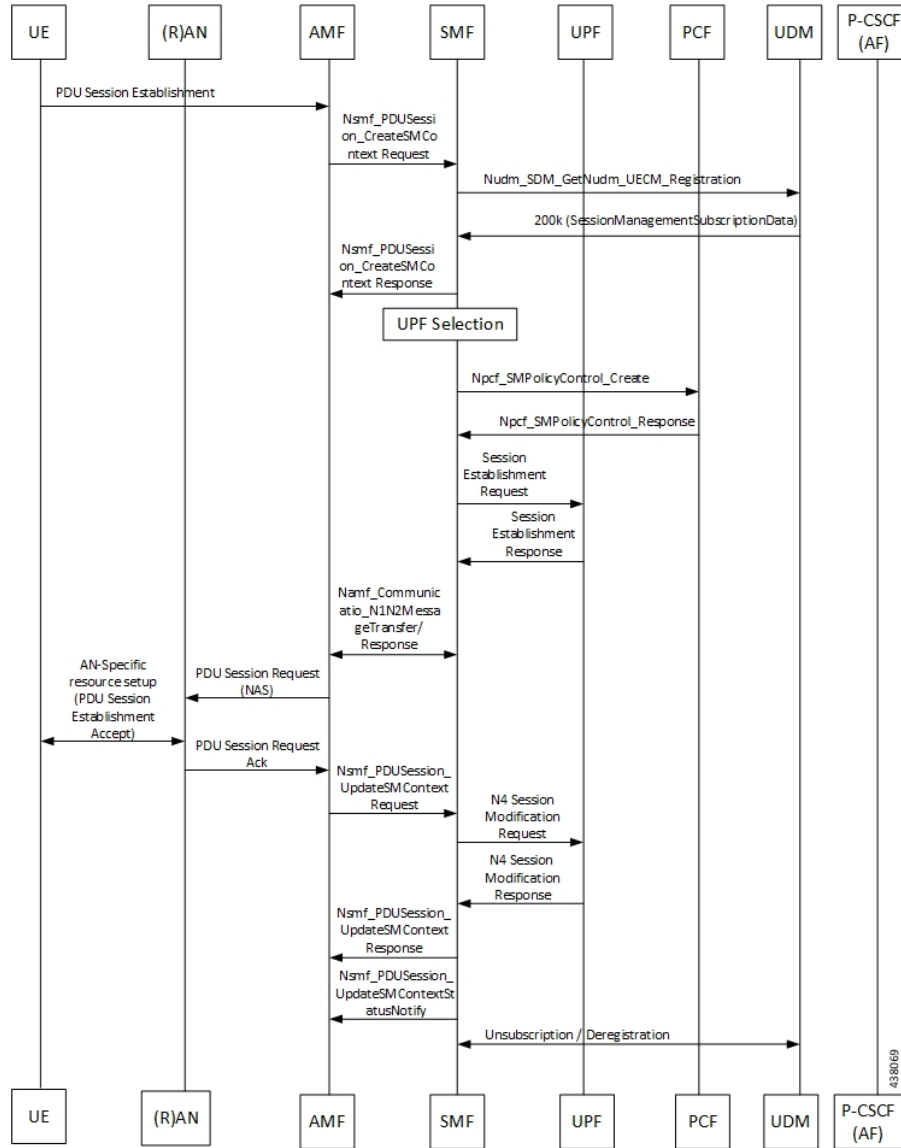 UE
(R)AN
AMF
SMF
UPF
PCF
UDM
P-CSCF
(AF)
PDU Session Establishment
Nsmf_PDUSessi
on_CreateSMCo
ntext Request
Nudm_SDM_GetNudm_UECM_Registration
200k (SessionManagementSubscriptionData)
Nsmf_PDUSessi
on_CreateSMCo
ntext Response
UPF Selection
Npcf_SMPolicyControl_Create
Npcf_SMPolicyControl_Response
Session
Establishment
Request
Session
Establishment
Response
Namf_Communic
atio_N1N2Messa
geTransfer/
Response
AN-Specific
resource setup
(PDU Session
Establishment
Accept)
PDU Session Request
(NAS)
PDU Session Request
Ack
Nsmf_PDUSession_
UpdateSMContext
Request
N4 Session
Modification
Request
N4 Session
Modification
Response
Nsmf_PDUSession_
UpdateSMContext
Response
Nsmf_PDUSession_
UpdateSMContextSt
atusNotify
Unsubscription / Deregistration
438069
UE
(R)AN
AMF
SMF
UPF
PCF
UDM
P-CSCF
(AF)